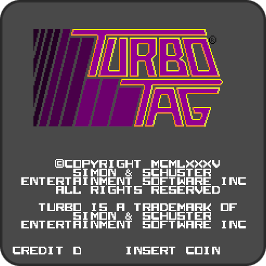 TURBO®
TAG
©COPYRIGHT MCMLXXXV
SIMON & SCHUSTER
ENTERTAINMENT SOFTWARE INC
ALL RIGHTS RESERVED
TURBO IS A TRADEMARK OF
SIMON & SCHUSTER
ENTERTAINMENT SOFTWARE INC
CREDIT 0 INSERT COIN